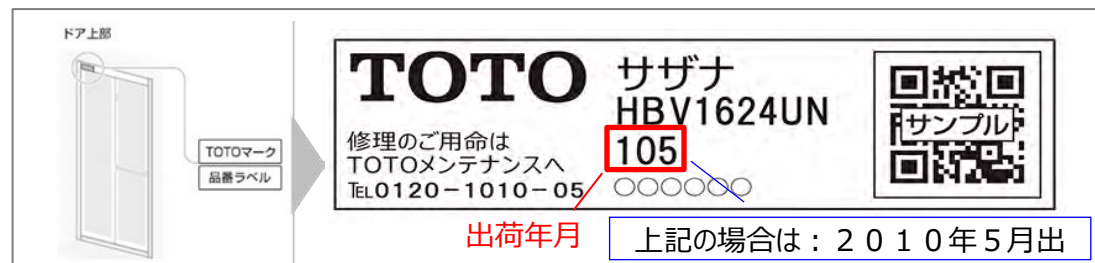 ドア上部
TOTOマーク
品番ラベル
TOTO
修理のご用命は
TOTOメンテナンスへ
TEL0120-1010-05
サザナ
HBV1624UN
105
○○○○○○
サンプル
出荷年月
上記の場合は：２０１０年５月出